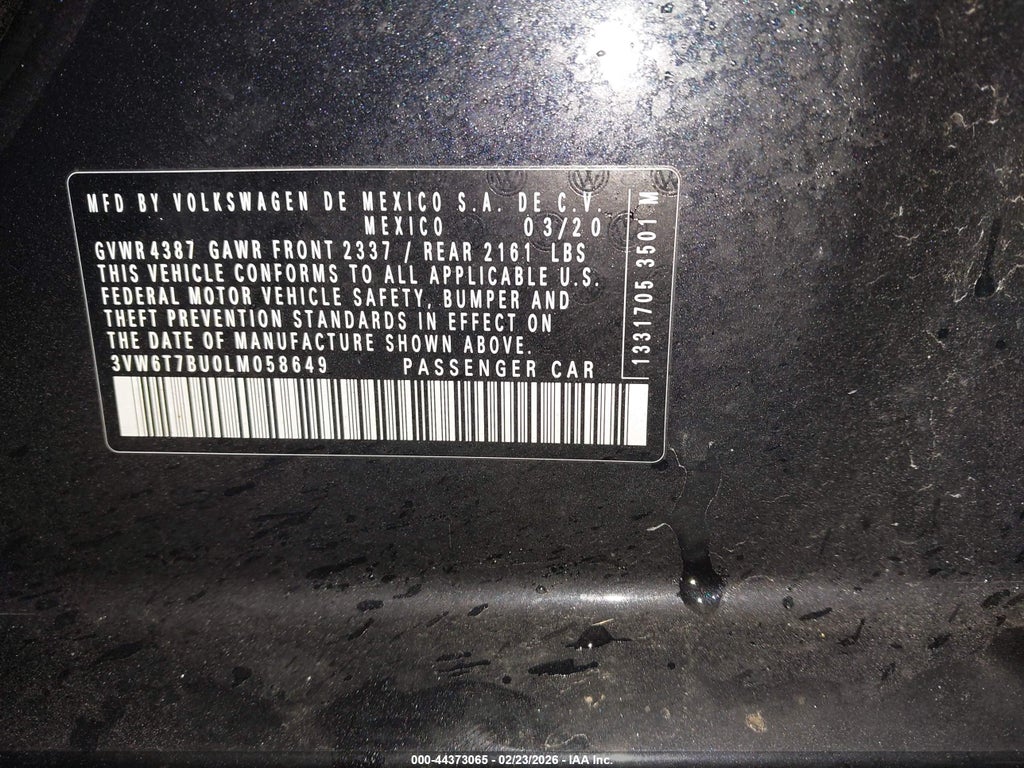 MFD BY VOLKSWAGEN DE MEXICO S.A. DE C.V.
MEXICO 03/20
GVWR 4387 GAWR FRONT 2337 / REAR 2161 LBS
THIS VEHICLE CONFORMS TO ALL APPLICABLE U.S.
FEDERAL MOTOR VEHICLE SAFETY, BUMPER AND
THEFT PREVENTION STANDARDS IN EFFECT ON
THE DATE OF MANUFACTURE SHOWN ABOVE.
3VW6T7BU0LM058649 PASSENGER CAR
1331705 3501 M
000-44373065 - 02/23/2026 - IAA Inc.